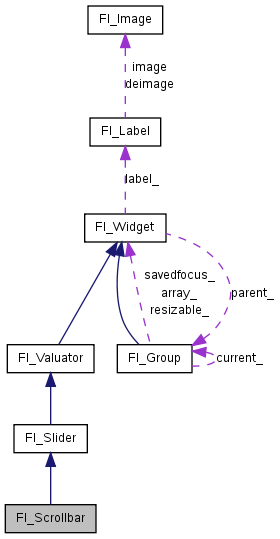 Fl_Image
image
deimage
Fl_Label
label_
Fl_Widget
savedfocus_
array_
resizable_
parent_
Fl_Valuator
Fl_Group
current_
Fl_Slider
Fl_Scrollbar